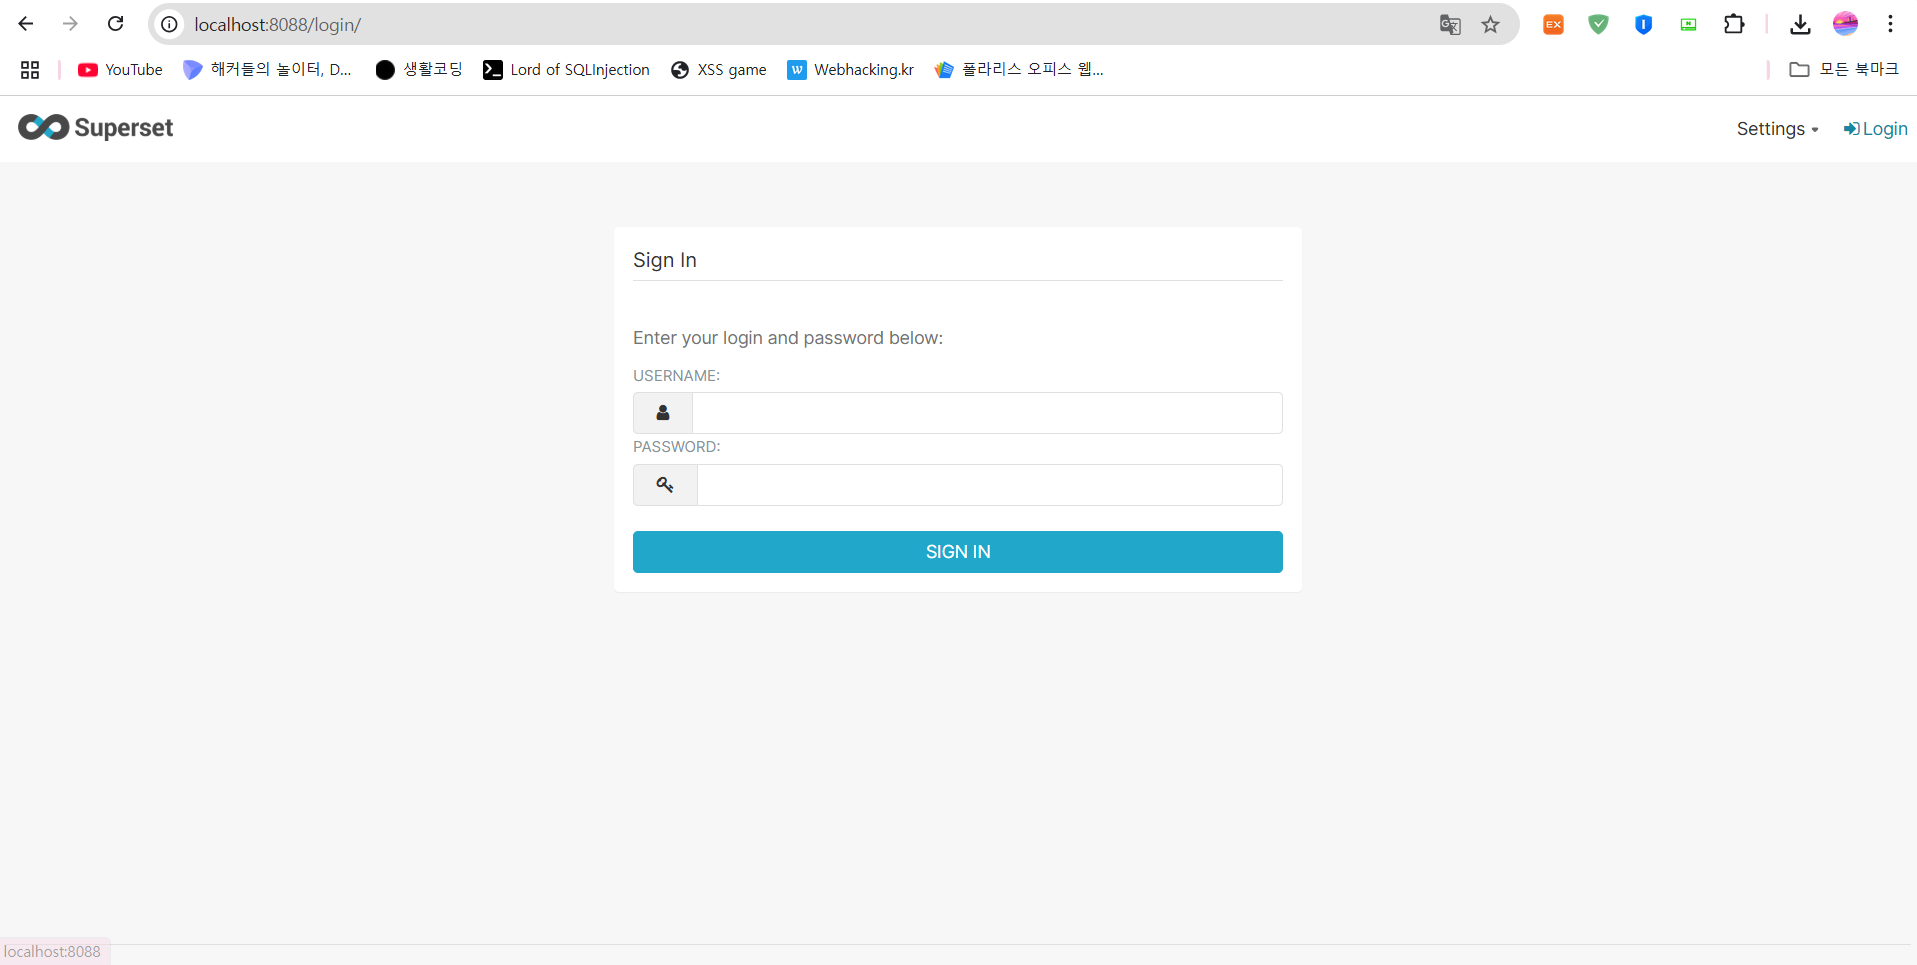 localhost:8088/login/
YouTube 해커들의 놀이터, D... 생활코딩 Lord of SQLInjection XSS game Webhacking.kr 폴라리스 오피스 웹... 모든 북마크
Superset Settings Login
Sign In
Enter your login and password below:
USERNAME:
PASSWORD:
SIGN IN
localhost:8088